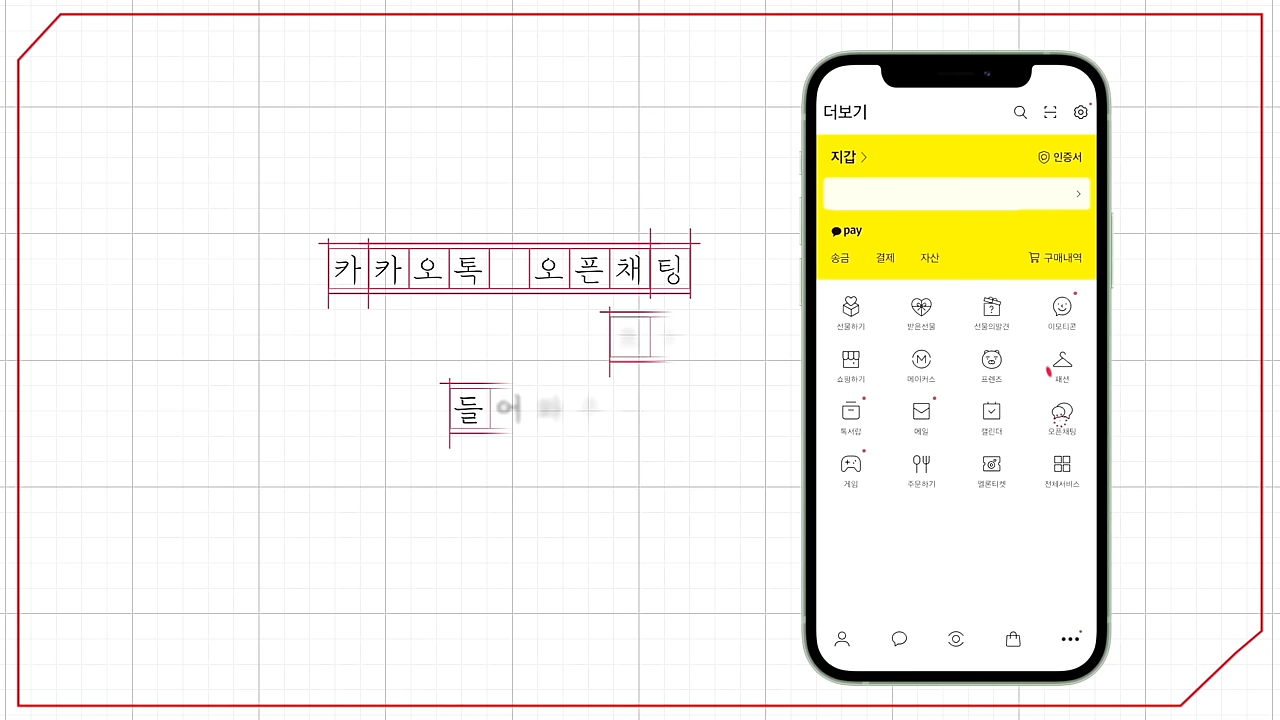 카카오톡 오픈채팅
들어
더보기
지갑 >
인증서
pay
송금 결제 자산 구매내역
선물하기 받은선물 선물의발견 이모티콘
쇼핑하기 메이커스 프렌즈 패션
톡서랍 메일 캘린더 오픈채팅
게임 주문하기 멜론티켓 전체서비스